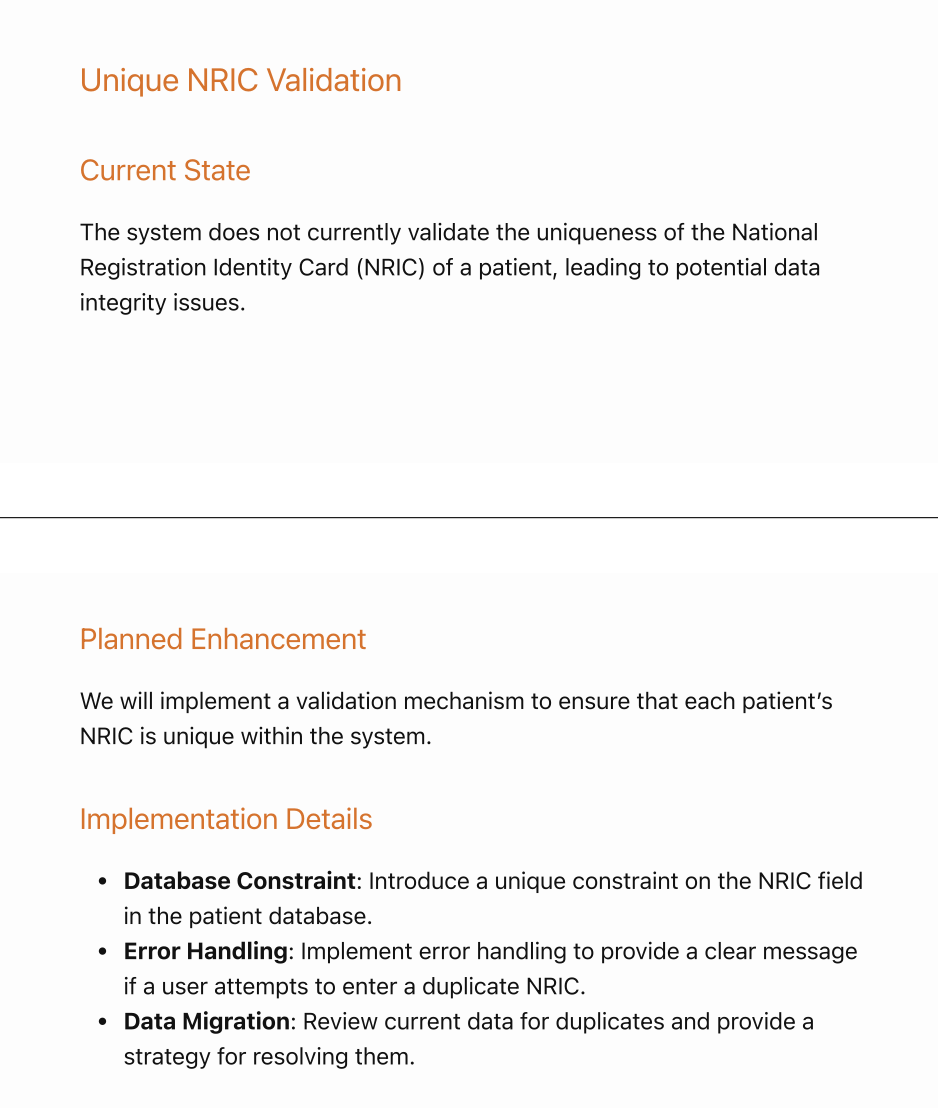 Unique NRIC Validation
Current State
The system does not currently validate the uniqueness of the National
Registration Identity Card (NRIC) of a patient, leading to potential data
integrity issues.
Planned Enhancement
We will implement a validation mechanism to ensure that each patient’s
NRIC is unique within the system.
Implementation Details
• Database Constraint: Introduce a unique constraint on the NRIC field
in the patient database.
• Error Handling: Implement error handling to provide a clear message
if a user attempts to enter a duplicate NRIC.
• Data Migration: Review current data for duplicates and provide a
strategy for resolving them.